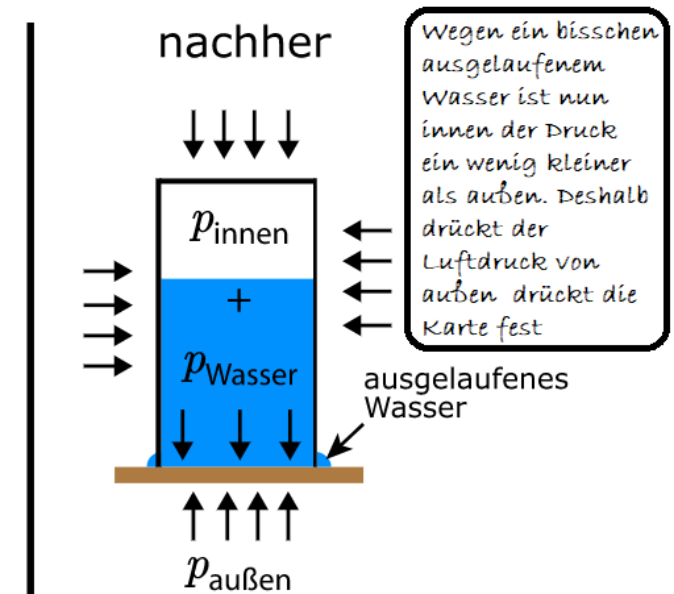 nachher
Wegen ein bisschen
ausgelaufenem
Wasser ist nun
innen der Druck
ein wenig kleiner
als außen. Deshalb
drückt der
Luftdruck von
außen drückt die
Karte fest
p innen
+
p Wasser
ausgelaufenes
Wasser
p außen